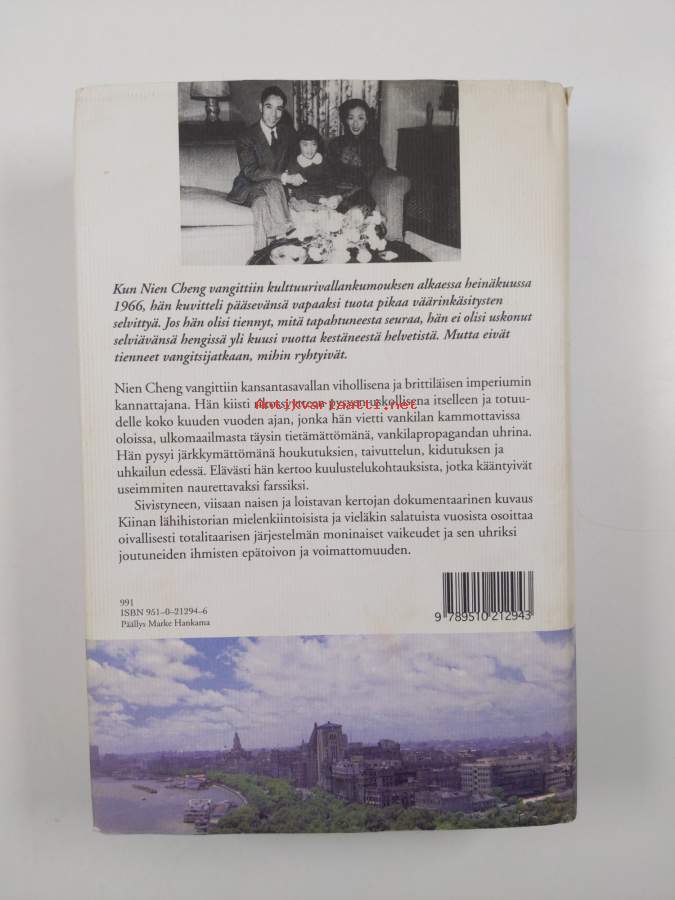 Kun Nien Cheng vangittiin kulttuurivallankumouksen alkaessa heinäkuussa
1966, hän kuvitteli pääsevänsä vapaaksi tuota pikaa väärinkäsitysten
selvittyä. Jos hän olisi tiennyt, mitä tapahtuneesta seuraa, hän ei olisi uskonut
selviävänsä hengissä yli kuusi vuotta kestäneestä helvetistä. Mutta eivät
tienneet vangitsijatkaan, mihin ryhtyivät.
Nien Cheng vangittiin kansantasavallan vihollisena ja brittiläisen imperiumin
kannattajana. Hän kiisti pysyen uskollisena itselleen ja totuu-
delle koko kuuden vuoden ajan, jonka hän vietti vankilan kammottavissa
oloissa, ulkomaailmasta täysin tietämättömänä, vankilapropagandan uhrina.
Hän pysyi järkkymättömänä houkutuksien, taivuttelun, kidutuksen ja
uhkailun edessä. Elävästi hän kertoo kuulustelukohtauksista, jotka kääntyivät
useimmiten naurettavaksi farssiksi.
Sivistyneen, viisaan naisen ja loistavan kertojan dokumentaarinen kuvaus
Kiinan lähihistorian mielenkiintoisista ja vieläkin salatuista vuosista osoittaa
oivallisesti totalitaarisen järjestelmän moninaiset vaikeudet ja sen uhriksi
joutuneiden ihmisten epätoivon ja voimattomuuden.
Antikvariaatti.net
991
ISBN 951-0-21294-6
Päällys Marke Hankama
9 789510 212943